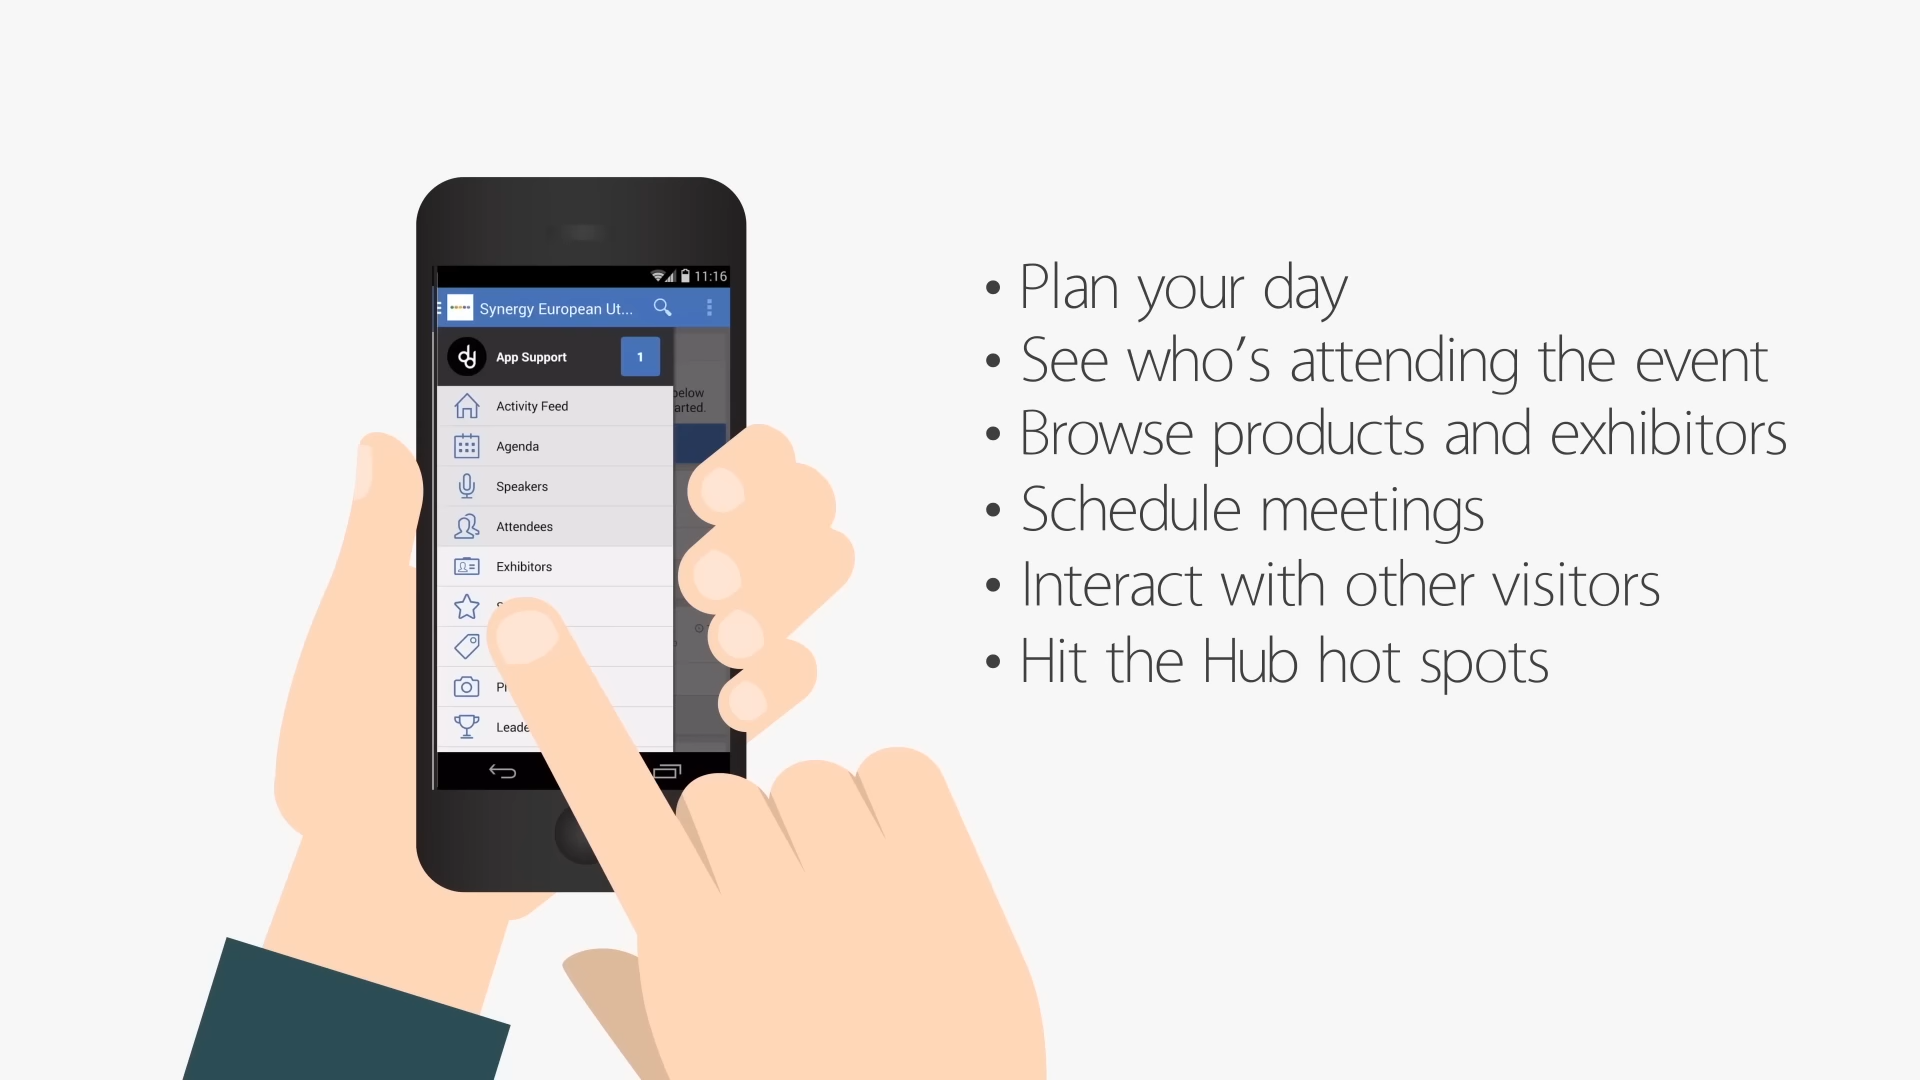 11:16
Synergy European Ut...
App Support
1
Activity Feed
Agenda
Speakers
Attendees
Exhibitors
• Plan your day
• See who's attending the event
• Browse products and exhibitors
• Schedule meetings
• Interact with other visitors
• Hit the Hub hot spots